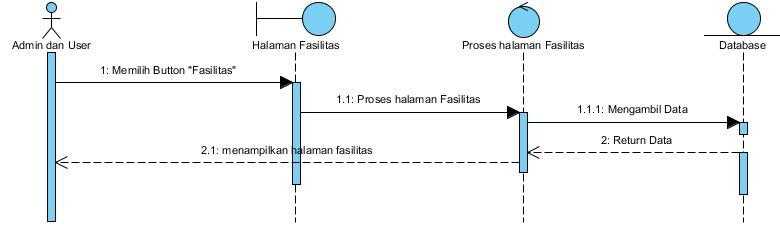 Admin dan User
Halaman Fasilitas
Proses halaman Fasilitas
Database
1: Memilih Button "Fasilitas"
1.1: Proses halaman Fasilitas
1.1.1: Mengambil Data
2: Return Data
2.1: menampilkan halaman fasilitas